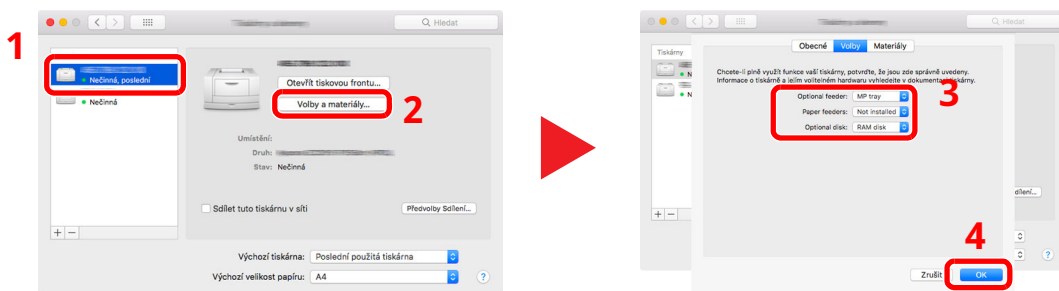 Hledat
1
Nečinná, poslední
Nečinná
Otevřít tiskovou frontu...
Volby a materiály...
2
Umístění:
Druh:
Stav: Nečinná
Sdílet tuto tiskárnu v síti
Předvolby Sdílení...
+ −
Výchozí tiskárna: Poslední použitá tiskárna
Výchozí velikost papíru: A4
?
Hledat
Tiskárny
N
N
Obecné Volby Materiály
Chcete-li plně využít funkce vaší tiskárny, potvrďte, že jsou zde správně uvedeny.
Informace o tiskárně a jejím volitelném hardwaru vyhledejte v dokumentaci tiskárny.
3
Optional feeder: MP tray
Paper feeders: Not installed
Optional disk: RAM disk
dílení...
+ −
4
Zrušit OK
?